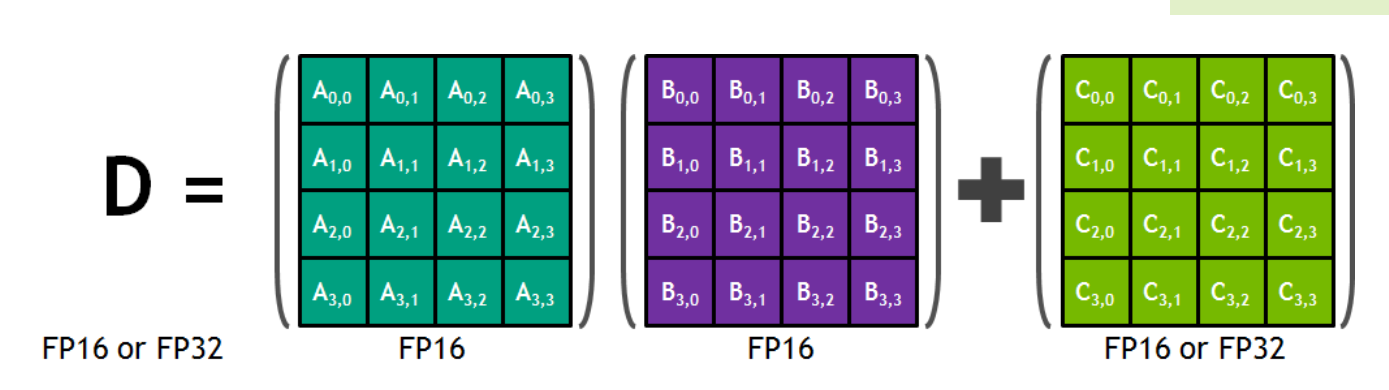 D = A0,0 A0,1 A0,2 A0,3 B0,0 B0,1 B0,2 B0,3 + C0,0 C0,1 C0,2 C0,3
A1,0 A1,1 A1,2 A1,3 B1,0 B1,1 B1,2 B1,3 C1,0 C1,1 C1,2 C1,3
A2,0 A2,1 A2,2 A2,3 B2,0 B2,1 B2,2 B2,3 C2,0 C2,1 C2,2 C2,3
A3,0 A3,1 A3,2 A3,3 B3,0 B3,1 B3,2 B3,3 C3,0 C3,1 C3,2 C3,3
FP16 or FP32 FP16 FP16 FP16 or FP32